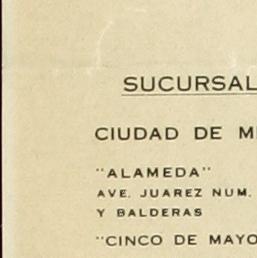 SUCURSAL
CIUDAD DE M
"ALAMEDA"
AVE. JUAREZ NUM.
Y BALDERAS
"CINCO DE MAYO